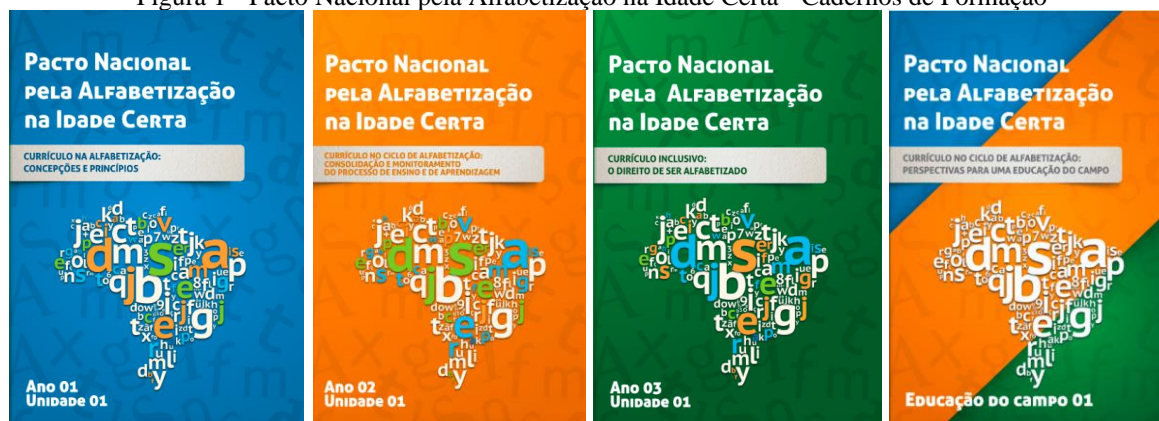 Figura 1 - Pacto Nacional pela Alfabetização na Idade Certa - Cadernos de Formação
Pacto Nacional
pela Alfabetização
na Idade Certa
CURRÍCULO NA ALFABETIZAÇÃO:
CONCEPÇÕES E PRINCÍPIOS
Ano 01
Unidade 01
Pacto Nacional
pela Alfabetização
na Idade Certa
CURRÍCULO NO CICLO DE ALFABETIZAÇÃO:
CONSOLIDAÇÃO E MONITORAMENTO
DO PROCESSO DE ENSINO E DE APRENDIZAGEM
Ano 02
Unidade 01
Pacto Nacional
pela Alfabetização
na Idade Certa
CURRÍCULO INCLUSIVO:
O DIREITO DE SER ALFABETIZADO
Ano 03
Unidade 01
Pacto Nacional
pela Alfabetização
na Idade Certa
CURRÍCULO NO CICLO DE ALFABETIZAÇÃO:
PERSPECTIVAS PARA UMA EDUCAÇÃO DO CAMPO
Educação do campo 01